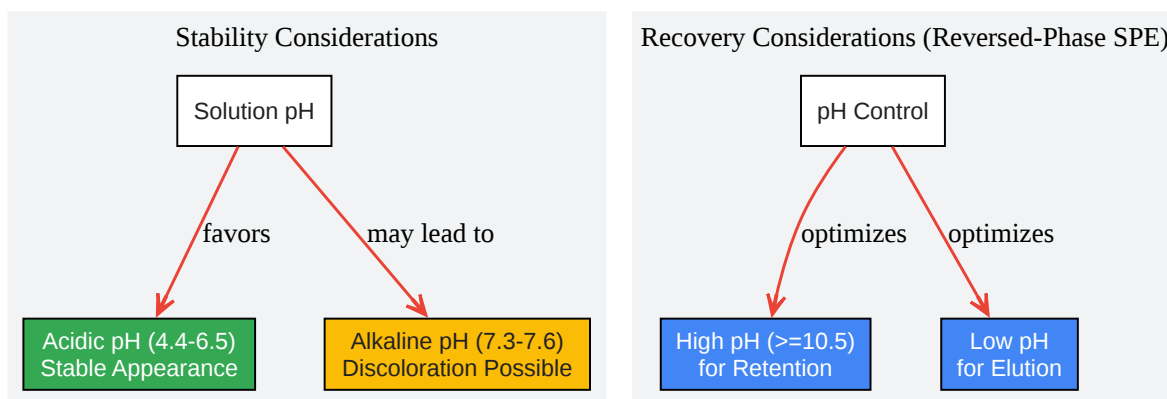 Stability Considerations
Solution pH
favors
may lead to
Acidic pH (4.4-6.5)
Stable Appearance
Alkaline pH (7.3-7.6)
Discoloration Possible
Recovery Considerations (Reversed-Phase SPE)
pH Control
optimizes
optimizes
High pH (>=10.5)
for Retention
Low pH
for Elution